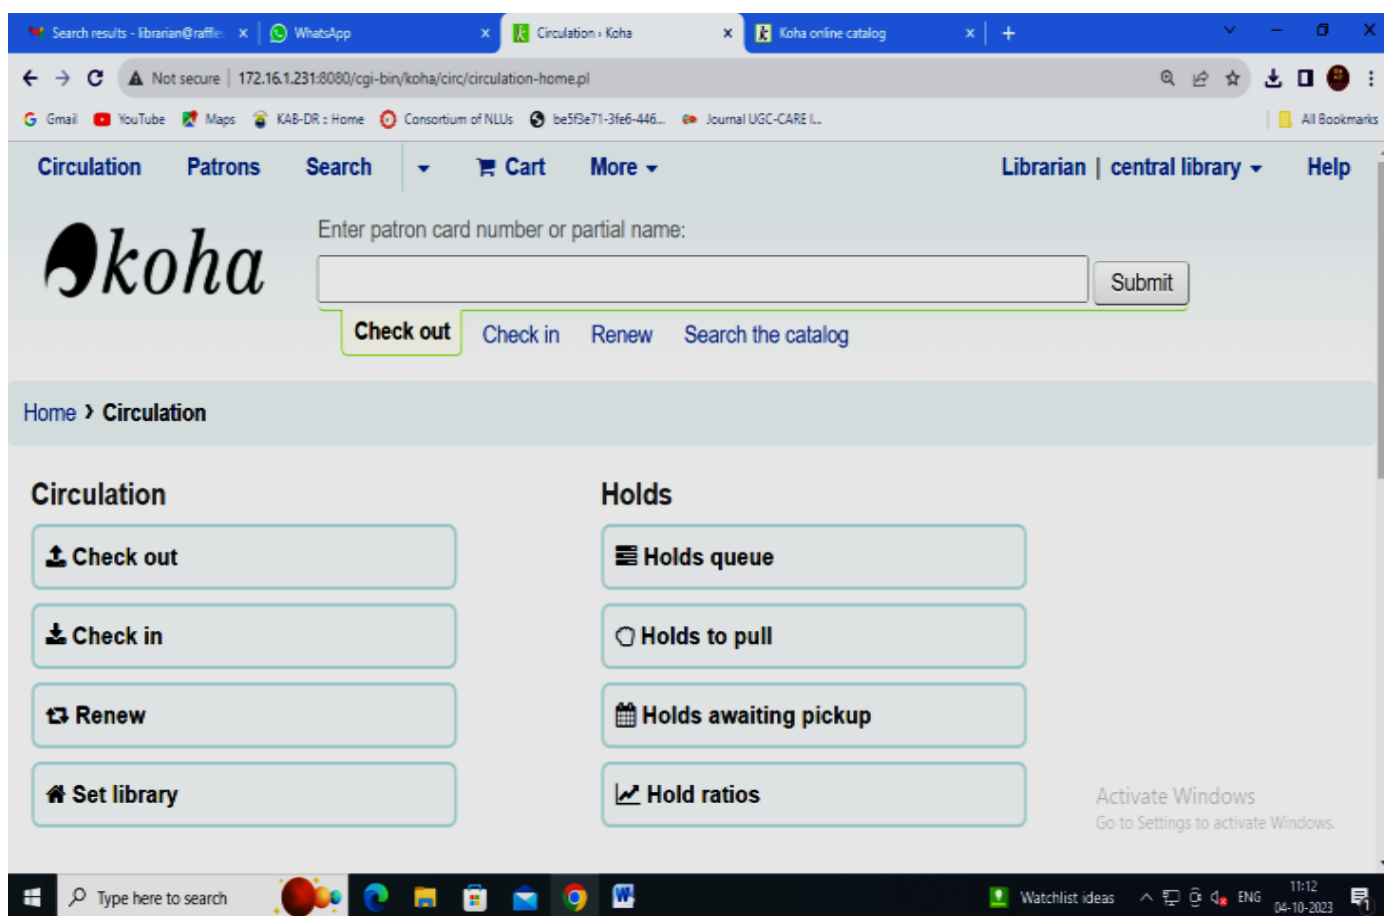 Search results - librarian@raffle
WhatsApp
Circulation › Koha
Koha online catalog
Not secure | 172.16.1.231:8080/cgi-bin/koha/circ/circulation-home.pl
Gmail YouTube Maps KAB-DR : Home Consortium of NLUs be5f3e71-3fe6-446... Journal UGC-CARE l... All Bookmarks
Circulation Patrons Search Cart More Librarian | central library Help
koha
Enter patron card number or partial name:
Submit
Check out Check in Renew Search the catalog
Home › Circulation
Circulation
Check out
Check in
Renew
Set library
Holds
Holds queue
Holds to pull
Holds awaiting pickup
Hold ratios
Activate Windows
Go to Settings to activate Windows.
Type here to search
Watchlist ideas
ENG
11:12
04-10-2023